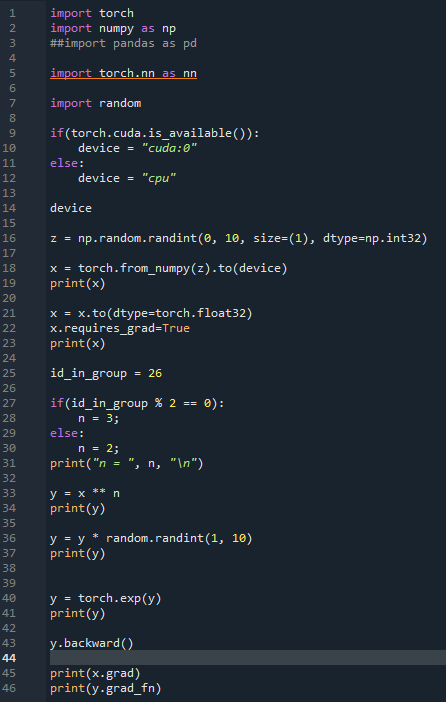 1 import torch
2 import numpy as np
3 ##import pandas as pd
4
5 import torch.nn as nn
6
7 import random
8
9 if(torch.cuda.is_available()):
10     device = "cuda:0"
11 else:
12     device = "cpu"
13
14 device
15
16 z = np.random.randint(0, 10, size=(1), dtype=np.int32)
17
18 x = torch.from_numpy(z).to(device)
19 print(x)
20
21 x = x.to(dtype=torch.float32)
22 x.requires_grad=True
23 print(x)
24
25 id_in_group = 26
26
27 if(id_in_group % 2 == 0):
28     n = 3;
29 else:
30     n = 2;
31 print("n = ", n, "\n")
32
33 y = x ** n
34 print(y)
35
36 y = y * random.randint(1, 10)
37 print(y)
38
39
40 y = torch.exp(y)
41 print(y)
42
43 y.backward()
44
45 print(x.grad)
46 print(y.grad_fn)